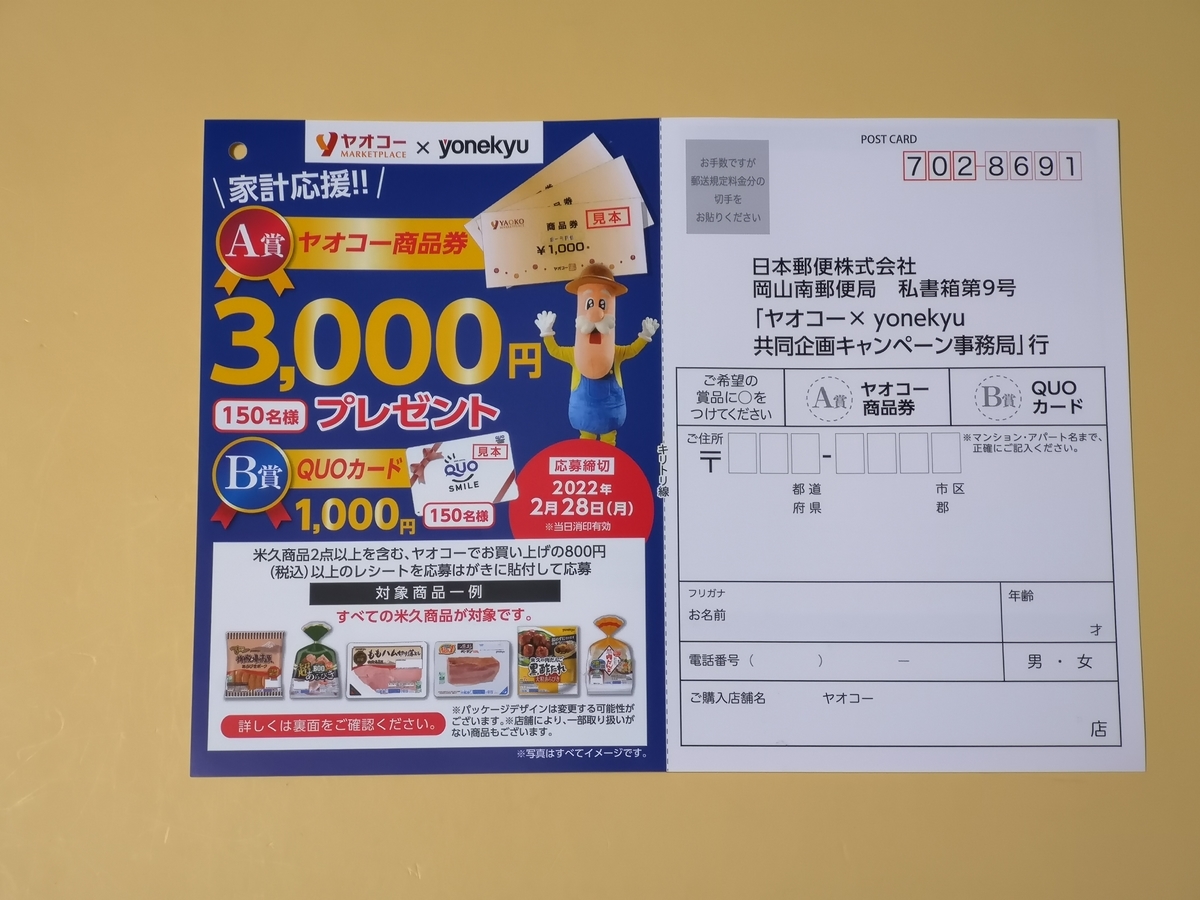 ヤオコー
MARKETPLACE
×
yonekyu
家計応援!!
A賞
ヤオコー商品券
YAOKO
商品券
見本
¥1,000-
ヤオコー
3,000円
150名様
プレゼント
B賞
QUOカード
QUO
SMILE
見本
1,000円
150名様
応募締切
2022年
2月28日(月)
※当日消印有効
米久商品2点以上を含む、ヤオコーでお買い上げの800円
(税込)以上のレシートを応募はがきに貼付して応募
対象商品一例
すべての米久商品が対象です。
ももハム切り落とし
黒酢だれ
詳しくは裏面をご確認ください。
※パッケージデザインは変更する可能性が
ございます。※店舗により、一部取り扱いが
ない商品もございます。
※写真はすべてイメージです。
キリトリ線
POST CARD
702-8691
お手数ですが
郵送規定料金分の
切手を
お貼りください
日本郵便株式会社
岡山南郵便局 私書箱第9号
「ヤオコー× yonekyu
共同企画キャンペーン事務局」行
ご希望の
賞品に○を
つけてください
A賞
ヤオコー
商品券
B賞
QUO
カード
ご住所
〒
-
※マンション・アパート名まで、
正確にご記入ください。
都 道
府 県
市 区
郡
フリガナ
お名前
年齢
才
電話番号( ) ー
男 ・ 女
ご購入店舗名 ヤオコー
店